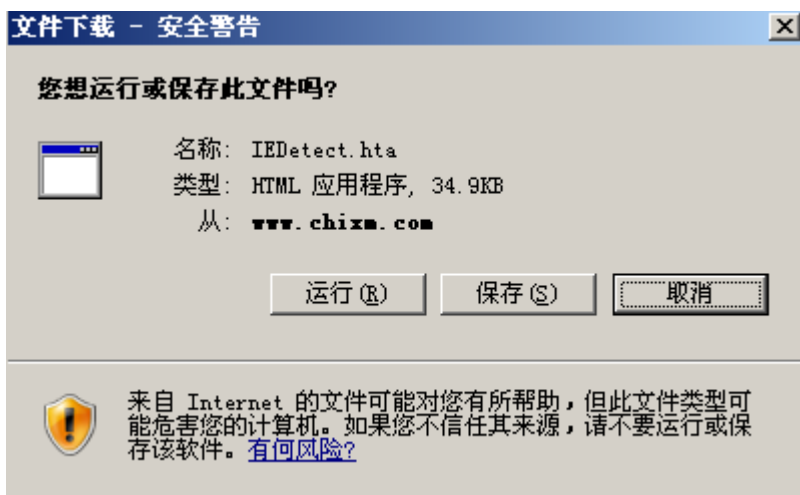 文件下载 - 安全警告
您想运行或保存此文件吗?
名称: IEDetect.hta
类型: HTML 应用程序, 34.9KB
从: www.chixm.com
运行(R) 保存(S) 取消
来自 Internet 的文件可能对您有所帮助，但此文件类型可
能危害您的计算机。如果您不信任其来源，请不要运行或保
存该软件。有何风险?